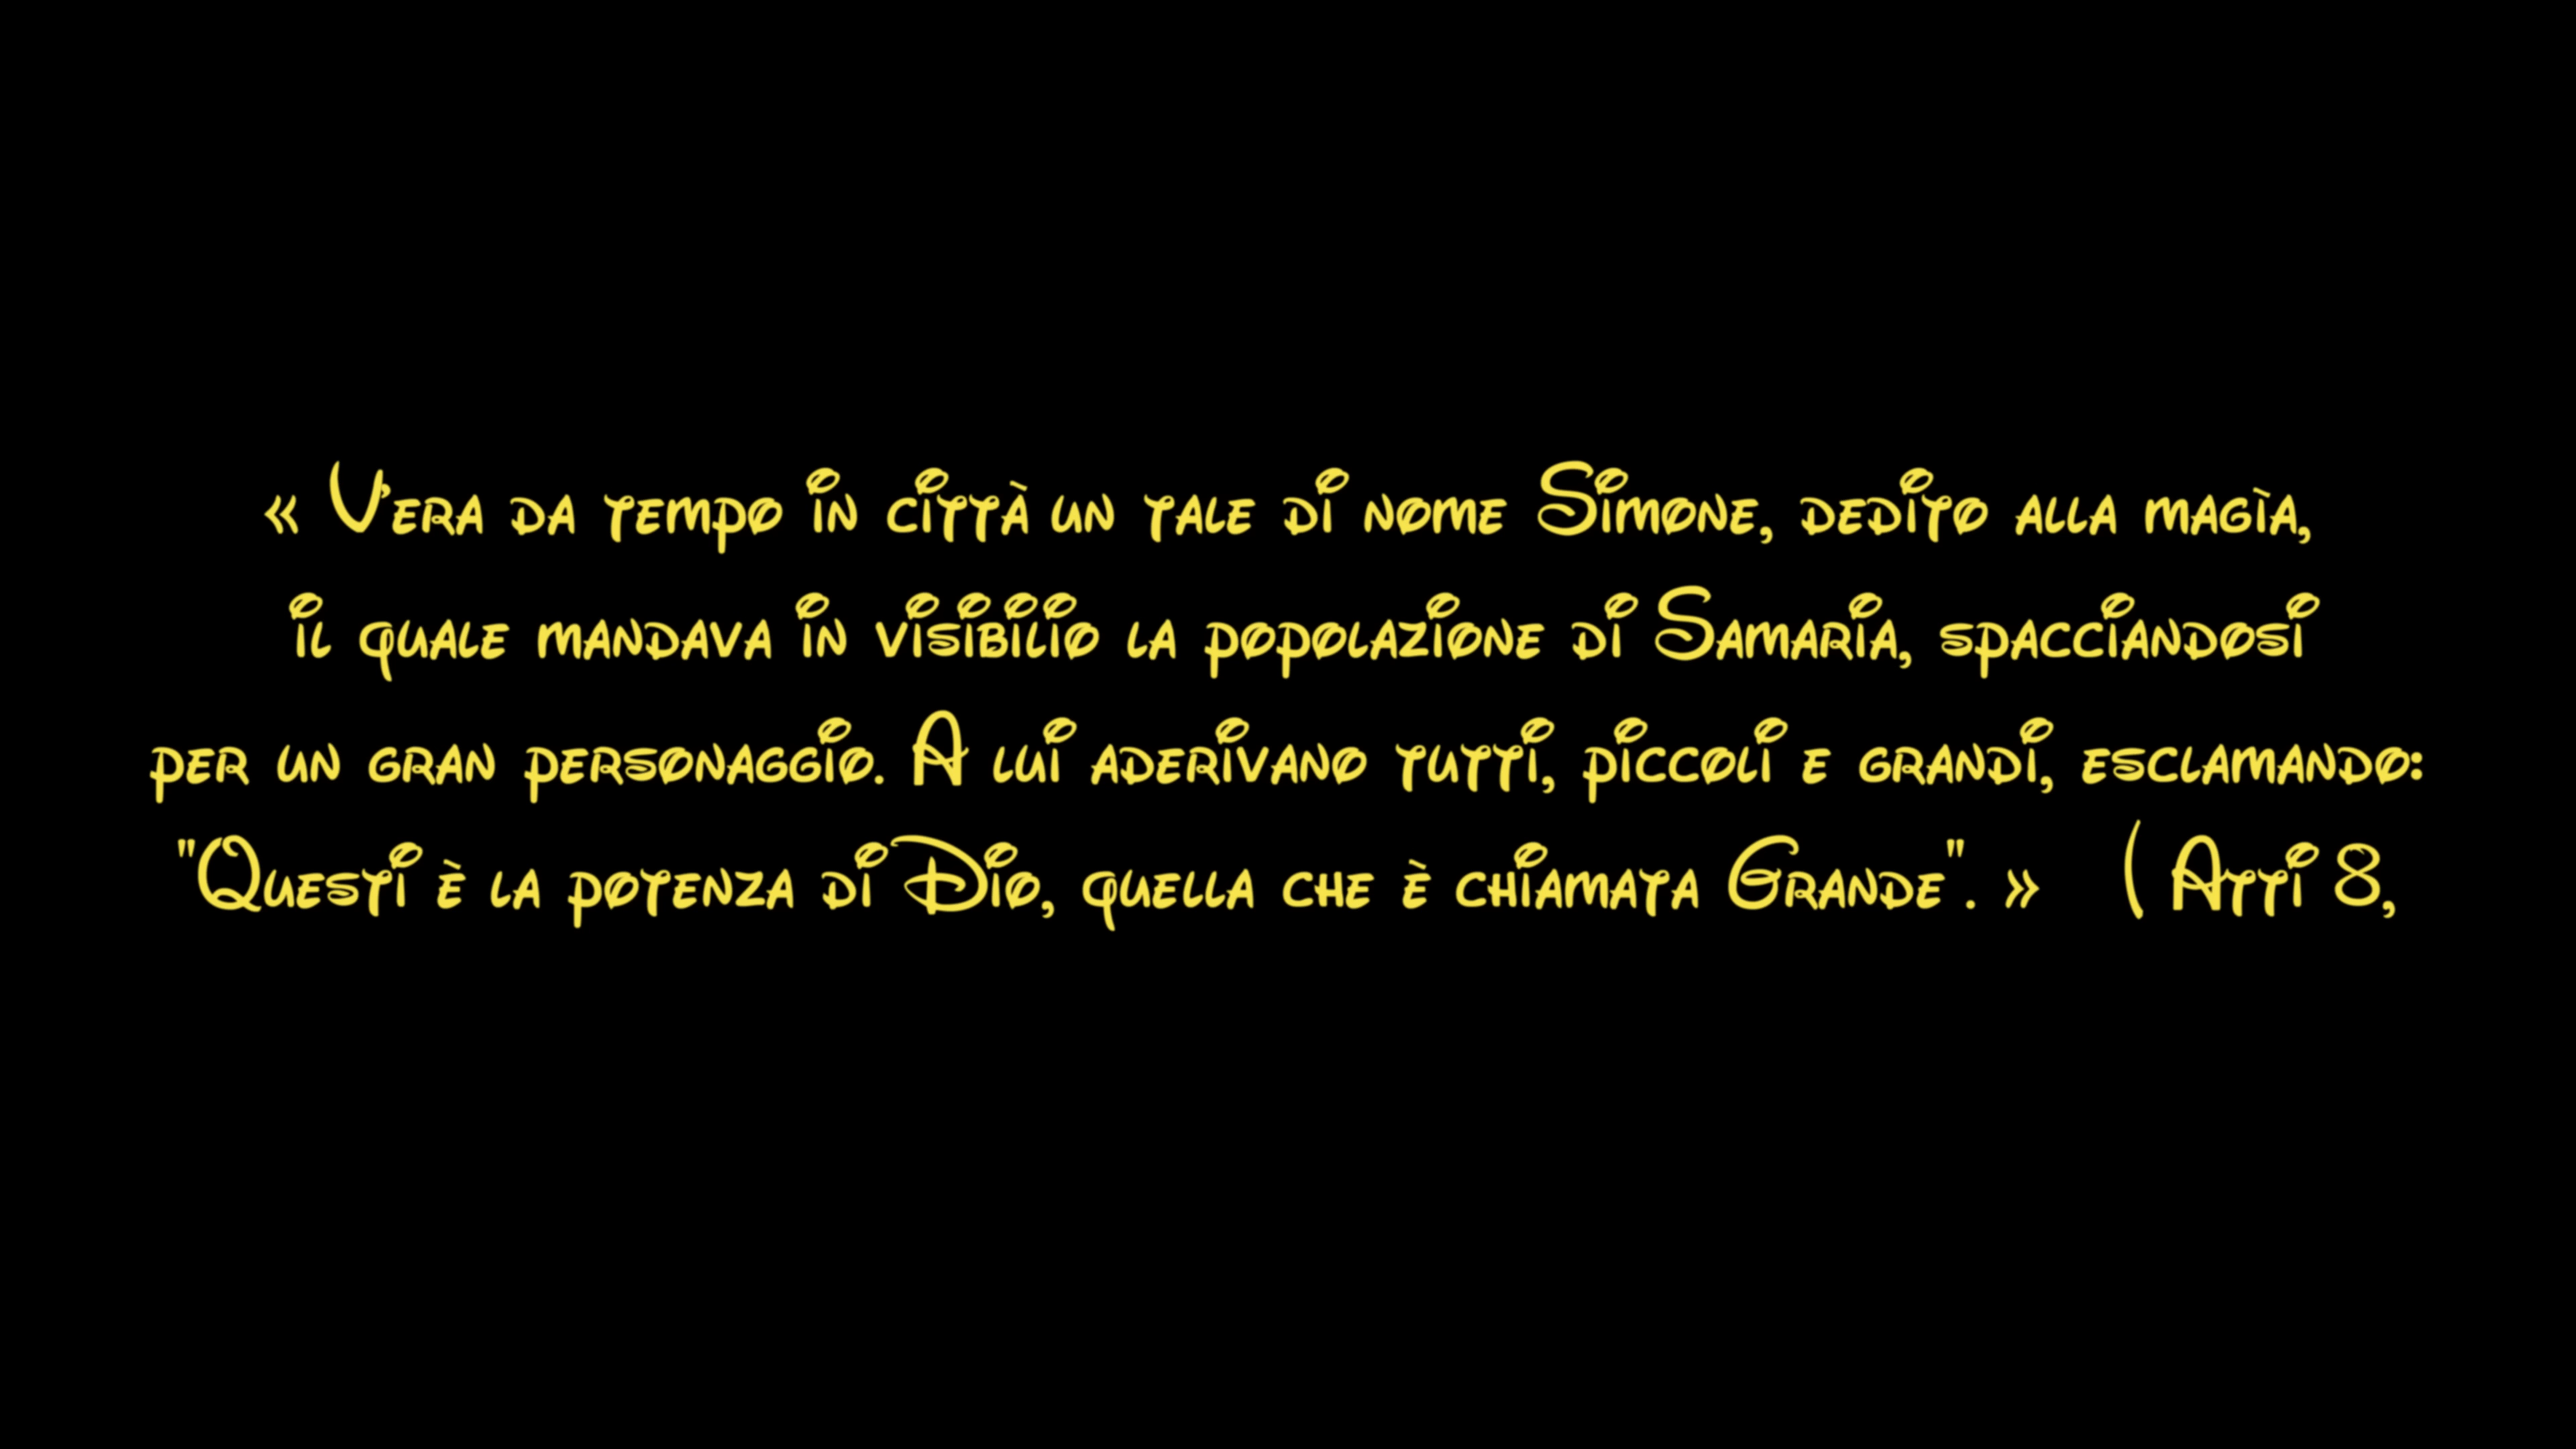 « V'era da tempo in città un tale di nome Simone, dedito alla magìa,
il quale mandava in visibilio la popolazione di Samaria, spacciandosi
per un gran personaggio. A lui aderivano tutti, piccoli e grandi, esclamando:
"Questi è la potenza di Dio, quella che è chiamata Grande". » ( Atti 8,